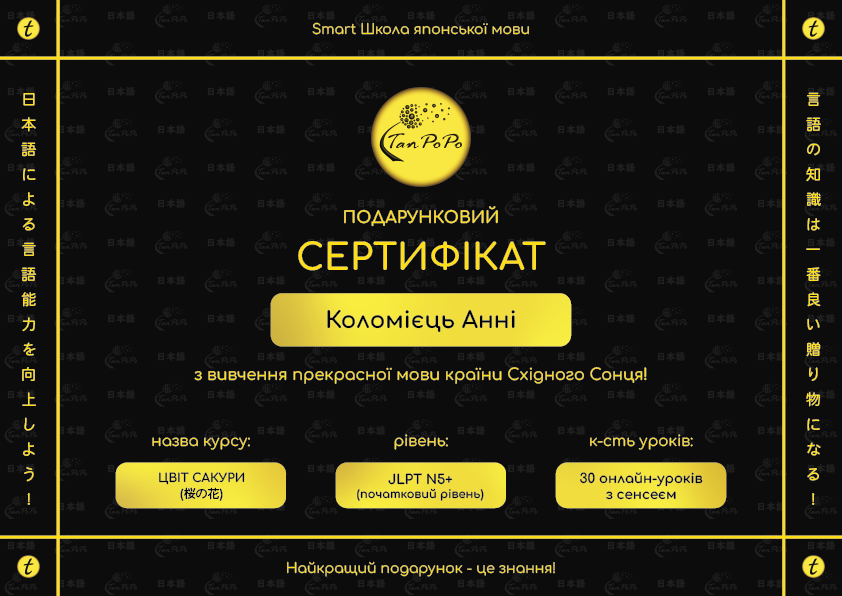 t
Smart Школа японської мови
t
日本語による言語能力を向上しよう！
TanPoPo
ПОДАРУНКОВИЙ
СЕРТИФІКАТ
Коломієць Анні
з вивчення прекрасної мови країни Східного Сонця!
назва курсу:
ЦВІТ САКУРИ
(桜の花)
рівень:
JLPT N5+
(початковий рівень)
к-сть уроків:
30 онлайн-уроків
з сенсеєм
言語の知識は一番良い贈り物になる！
t
Найкращий подарунок - це знання!
t